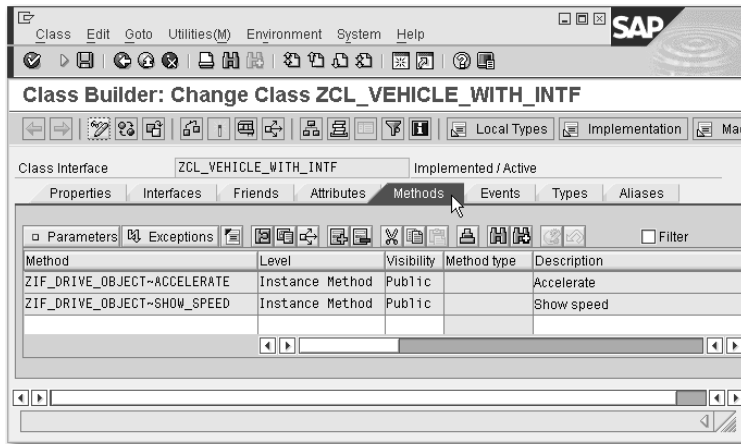 Class Edit Goto Utilities(M) Environment System Help
SAP
Class Builder: Change Class ZCL_VEHICLE_WITH_INTF
Local Types Implementation Ma
Class Interface ZCL_VEHICLE_WITH_INTF Implemented / Active
Properties Interfaces Friends Attributes Methods Events Types Aliases
Parameters Exceptions Filter
Method Level Visibility Method type Description
ZIF_DRIVE_OBJECT~ACCELERATE Instance Method Public Accelerate
ZIF_DRIVE_OBJECT~SHOW_SPEED Instance Method Public Show speed